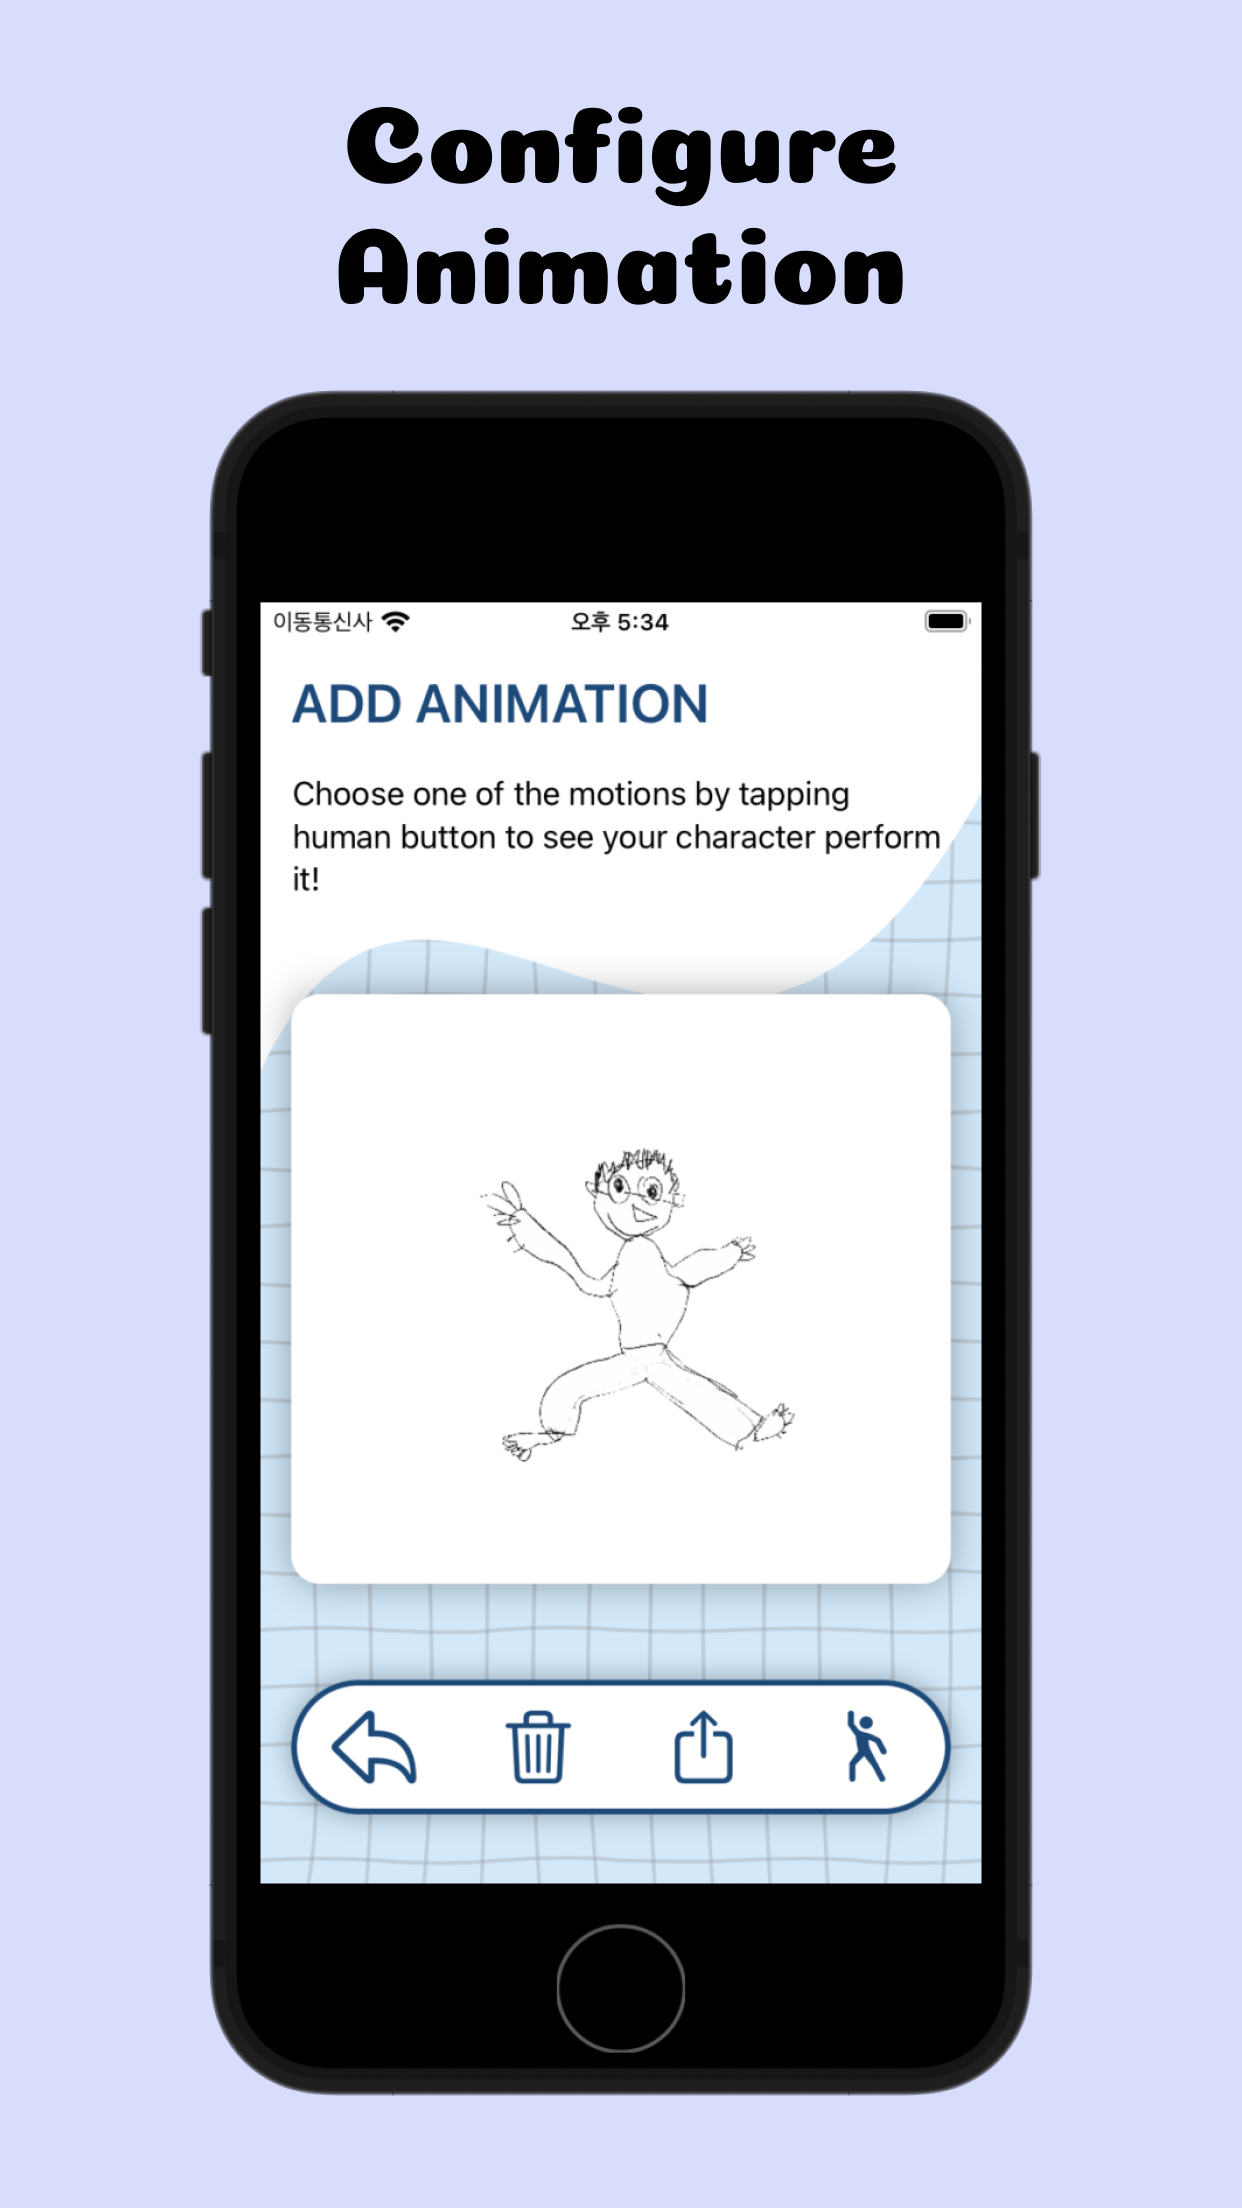 Configure
Animation
이동통신사
오후 5:34
ADD ANIMATION
Choose one of the motions by tapping
human button to see your character perform
it!